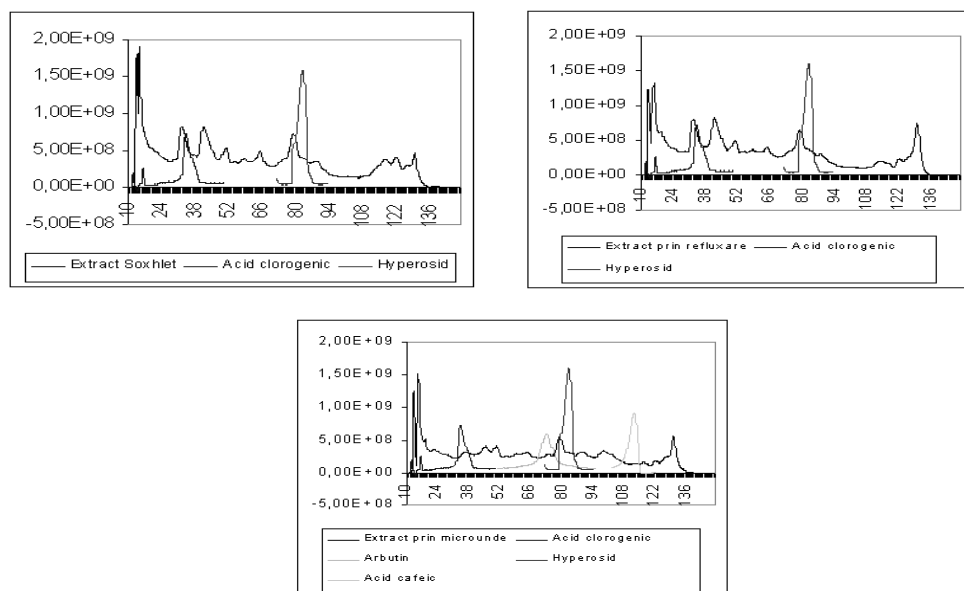 2,00E+09
1,50E+09
1,00E+09
5,00E+08
0,00E+00
-5,00E+08
10 24 38 52 66 80 94 108 122 136
Extract Soxhlet Acid clorogenic Hyperosid
2,00E+09
1,50E+09
1,00E+09
5,00E+08
0,00E+00
-5,00E+08
10 24 38 52 66 80 94 108 122 136
Extract prin refluxare Acid clorogenic
Hyperosid
2,00E+09
1,50E+09
1,00E+09
5,00E+08
0,00E+00
-5,00E+08
10 24 38 52 66 80 94 108 122 136
Extract prin microunde Acid clorogenic
Arbutin Hyperosid
Acid cafeic